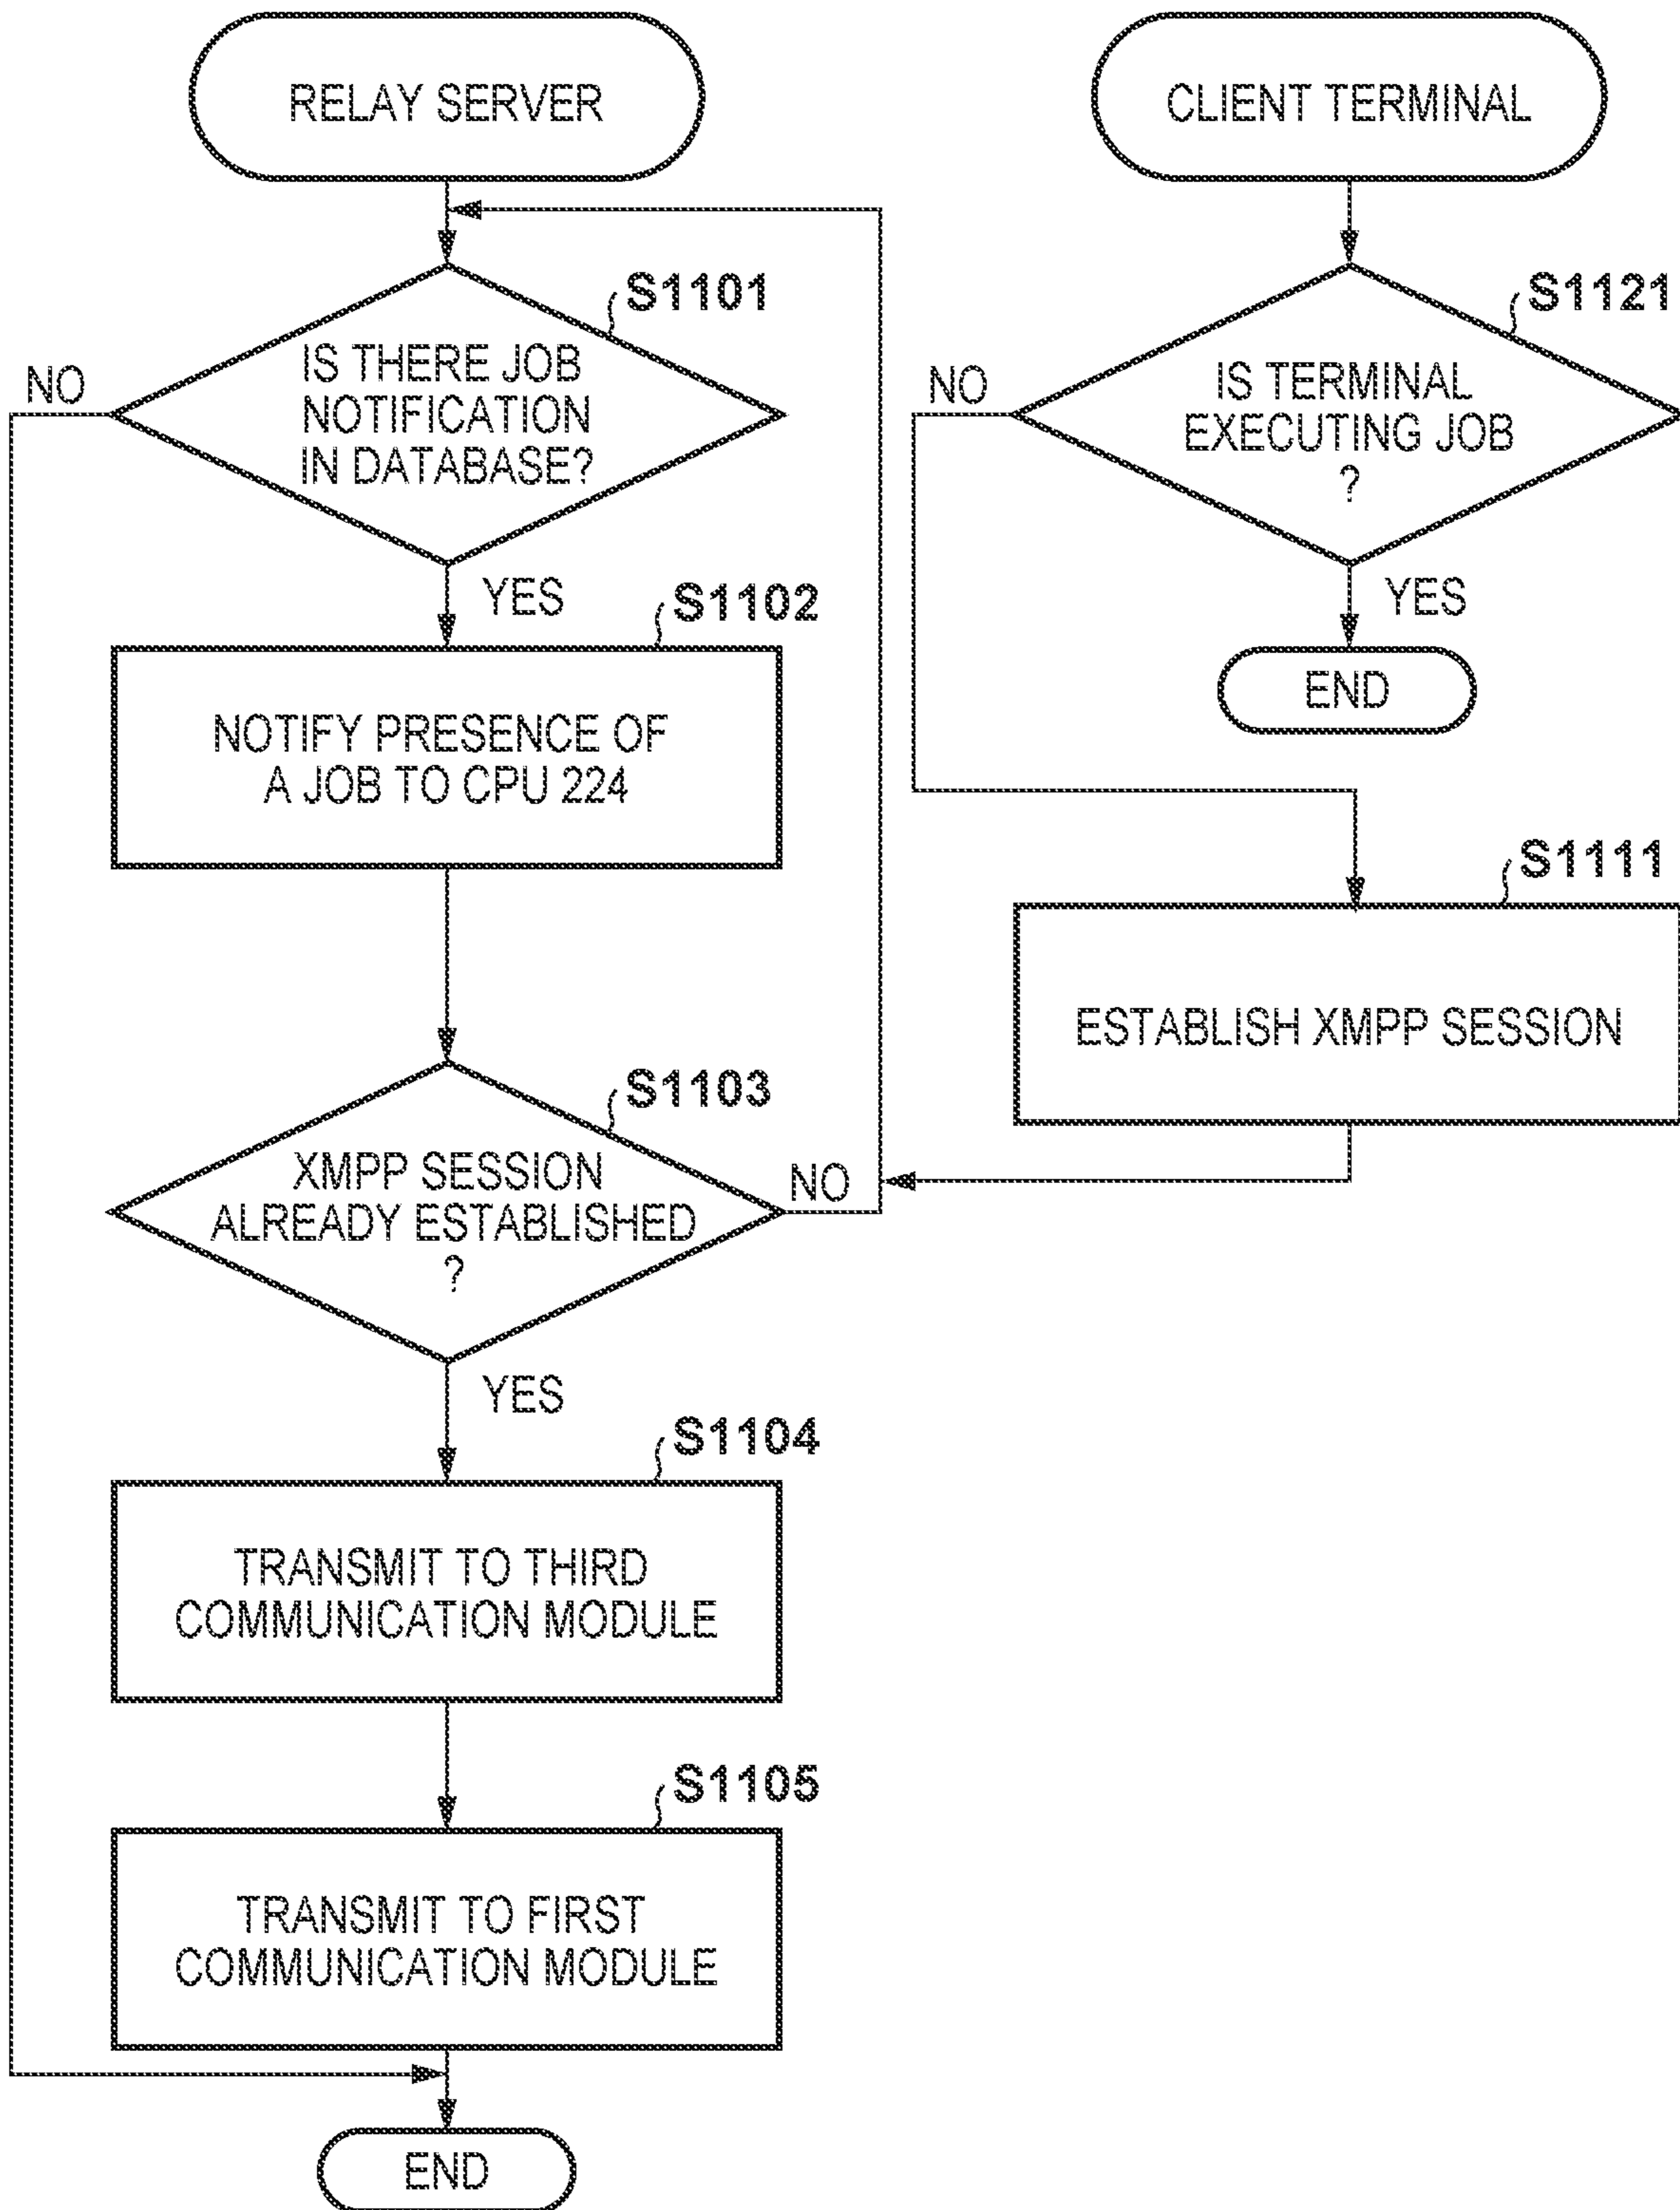 RELAY SERVER
S1101
IS THERE JOB
NOTIFICATION
IN DATABASE?
NO
YES
S1102
NOTIFY PRESENCE OF
A JOB TO CPU 224
S1103
XMPP SESSION
ALREADY ESTABLISHED
?
NO
YES
S1104
TRANSMIT TO THIRD
COMMUNICATION MODULE
S1105
TRANSMIT TO FIRST
COMMUNICATION MODULE
END
CLIENT TERMINAL
S1121
IS TERMINAL
EXECUTING JOB
?
NO
YES
END
S1111
ESTABLISH XMPP SESSION